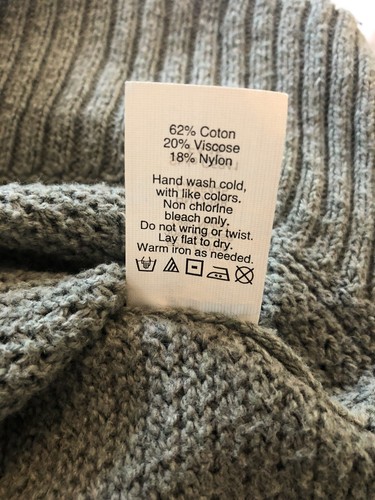 62% Coton
20% Viscose
18% Nylon
Hand wash cold,
with like colors.
Non chlorine
bleach only.
Do not wring or twist.
Lay flat to dry.
Warm iron as needed.